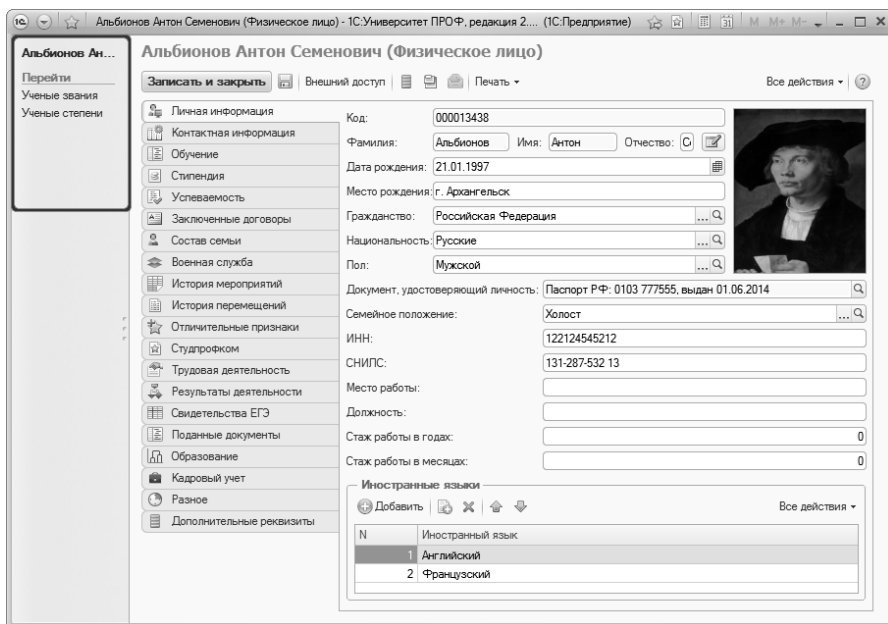 Альбионов Антон Семенович (Физическое лицо) - 1С:Университет ПРОФ, редакция 2.... (1С:Предприятие) M M+ M-
Альбионов Ан...
Перейти
Ученые звания
Ученые степени
Альбионов Антон Семенович (Физическое лицо)
Записать и закрыть Внешний доступ Печать Все действия ?
Личная информация
Контактная информация
Обучение
Стипендия
Успеваемость
Заключенные договоры
Состав семьи
Военная служба
История мероприятий
История перемещений
Отличительные признаки
Студпрофком
Трудовая деятельность
Результаты деятельности
Свидетельства ЕГЭ
Поданные документы
Образование
Кадровый учет
Разное
Дополнительные реквизиты
Код: 000013438
Фамилия: Альбионов Имя: Антон Отчество: С
Дата рождения: 21.01.1997
Место рождения: г. Архангельск
Гражданство: Российская Федерация ...
Национальность: Русские ...
Пол: Мужской ...
Документ, удостоверяющий личность: Паспорт РФ: 0103 777555, выдан 01.06.2014
Семейное положение: Холост ...
ИНН: 122124545212
СНИЛС: 131-287-532 13
Место работы:
Должность:
Стаж работы в годах: 0
Стаж работы в месяцах: 0
Иностранные языки
Добавить Все действия
N Иностранный язык
1 Английский
2 Французский